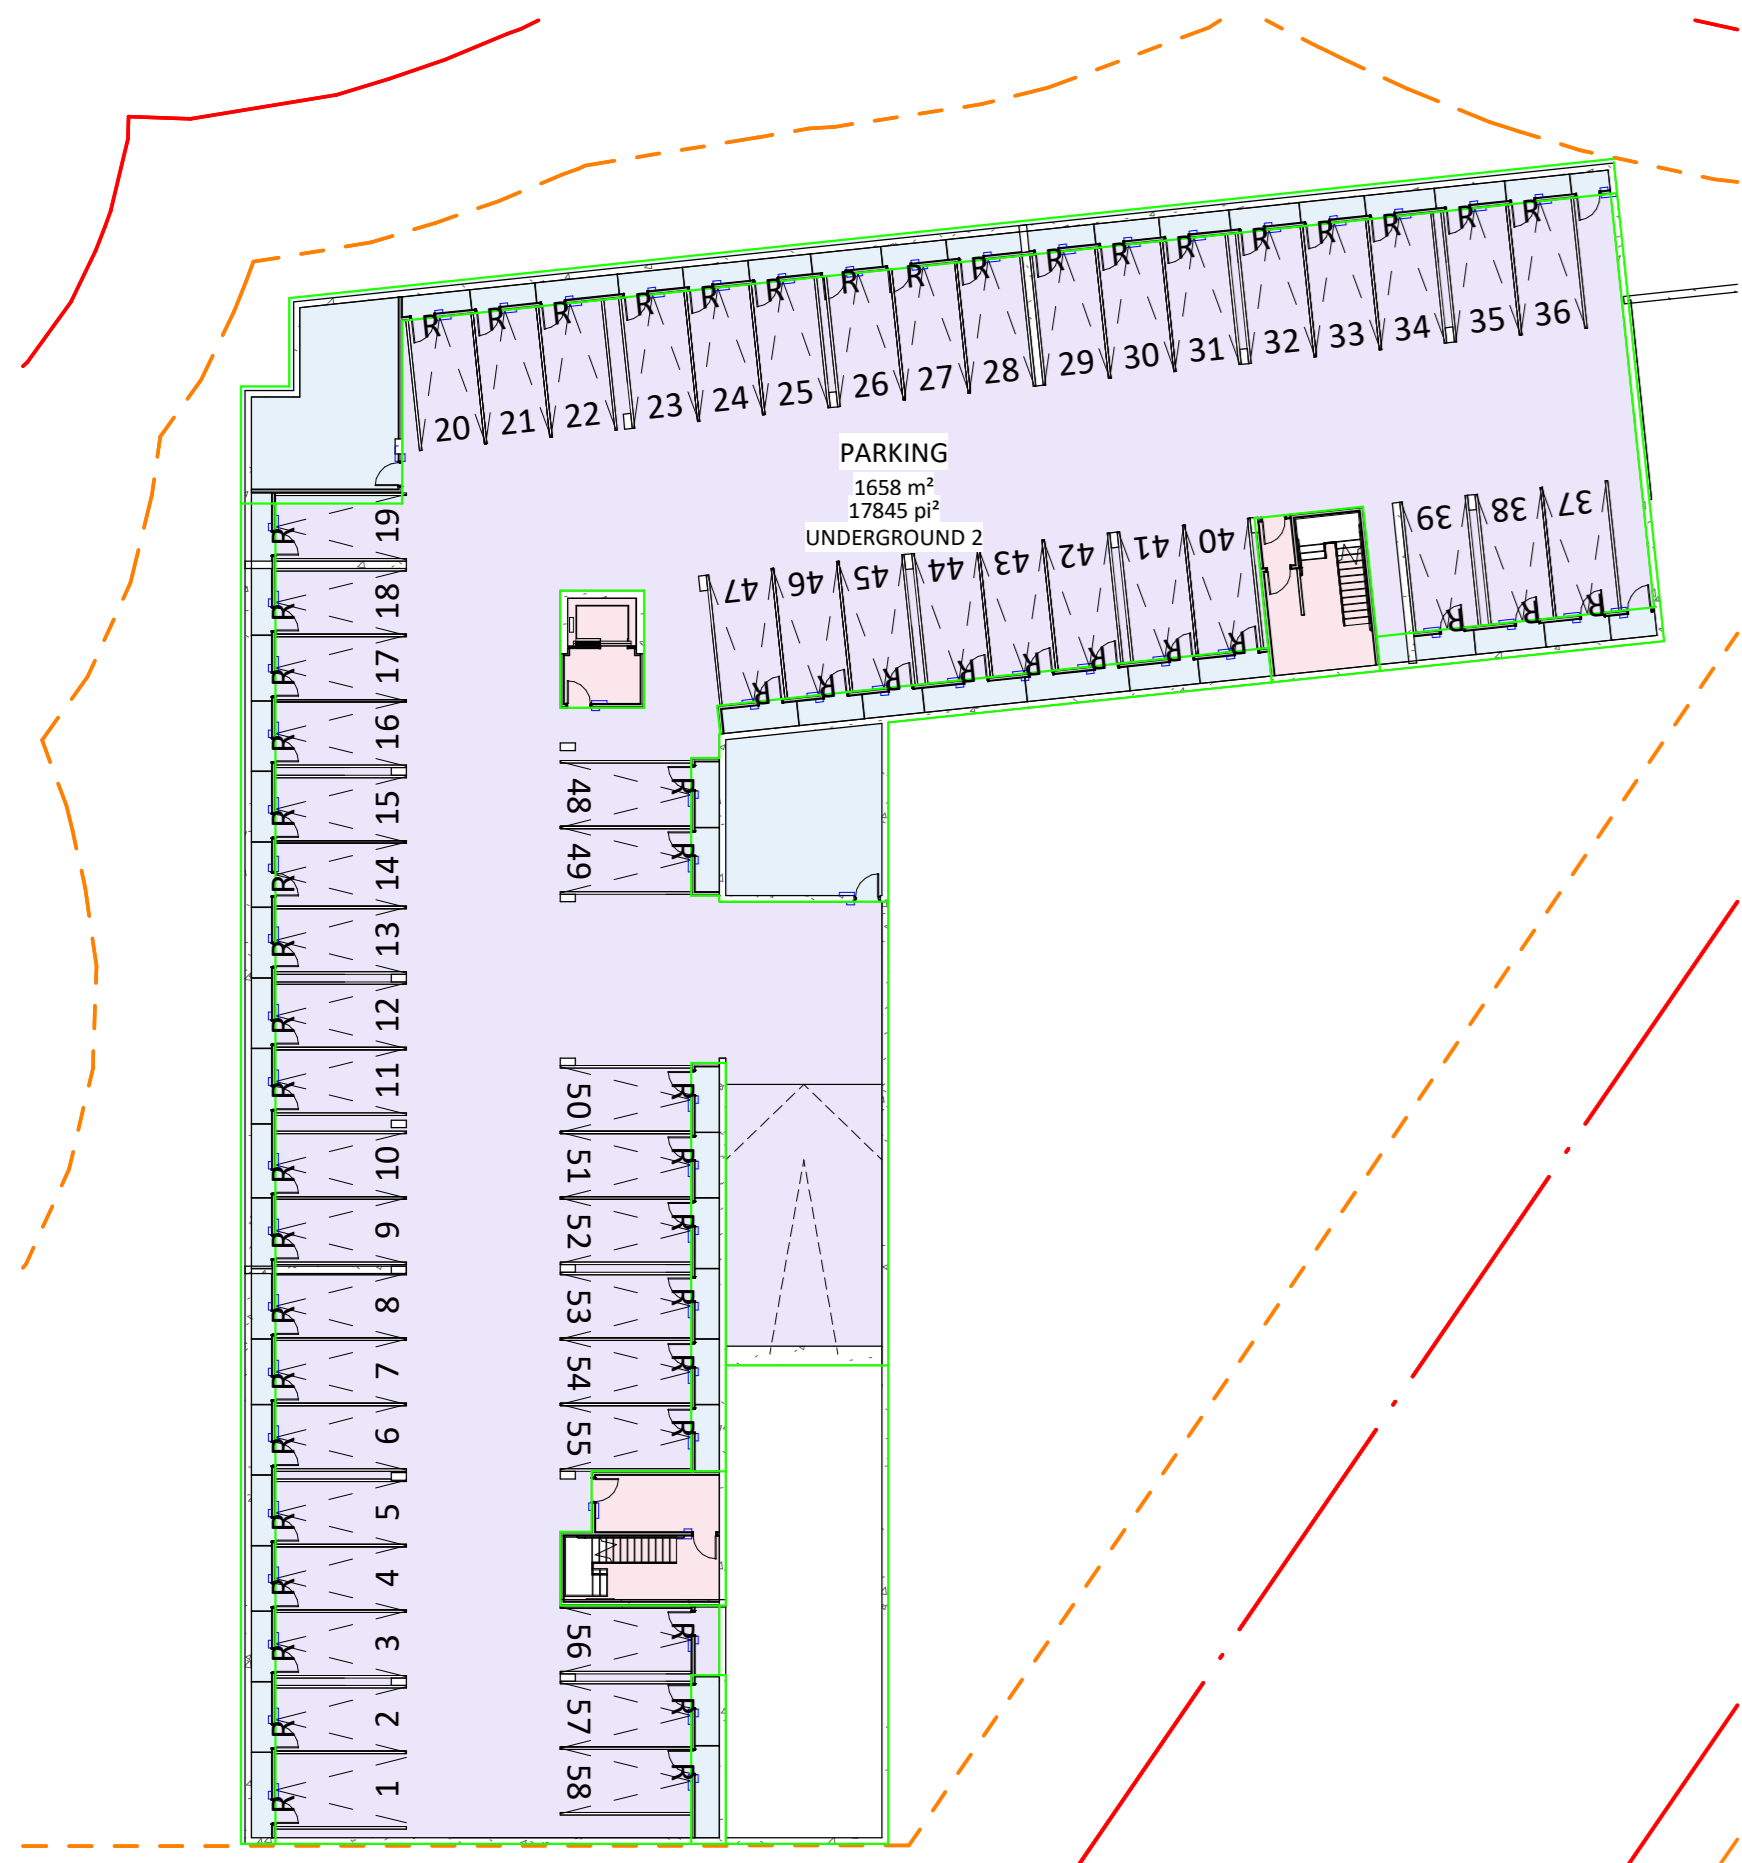 R R R R R R R R R R R R R R R R R
20 21 22 23 24 25 26 27 28 29 30 31 32 33 34 35 36
PARKING
1658 m²
17845 pi²
UNDERGROUND 2
47 46 45 44 43 42 41 40 39 38 37
R R R R R R R R R R R
R 19
R 18
R 17
R 16
R 15
R 14
R 13
R 12
R 11
R 10
R 9
R 8
R 7
R 6
R 5
R 4
R 3
R 2
R 1
48 R
49 R
50 R
51 R
52 R
53 R
54 R
55 R
56 R
57 R
58 R